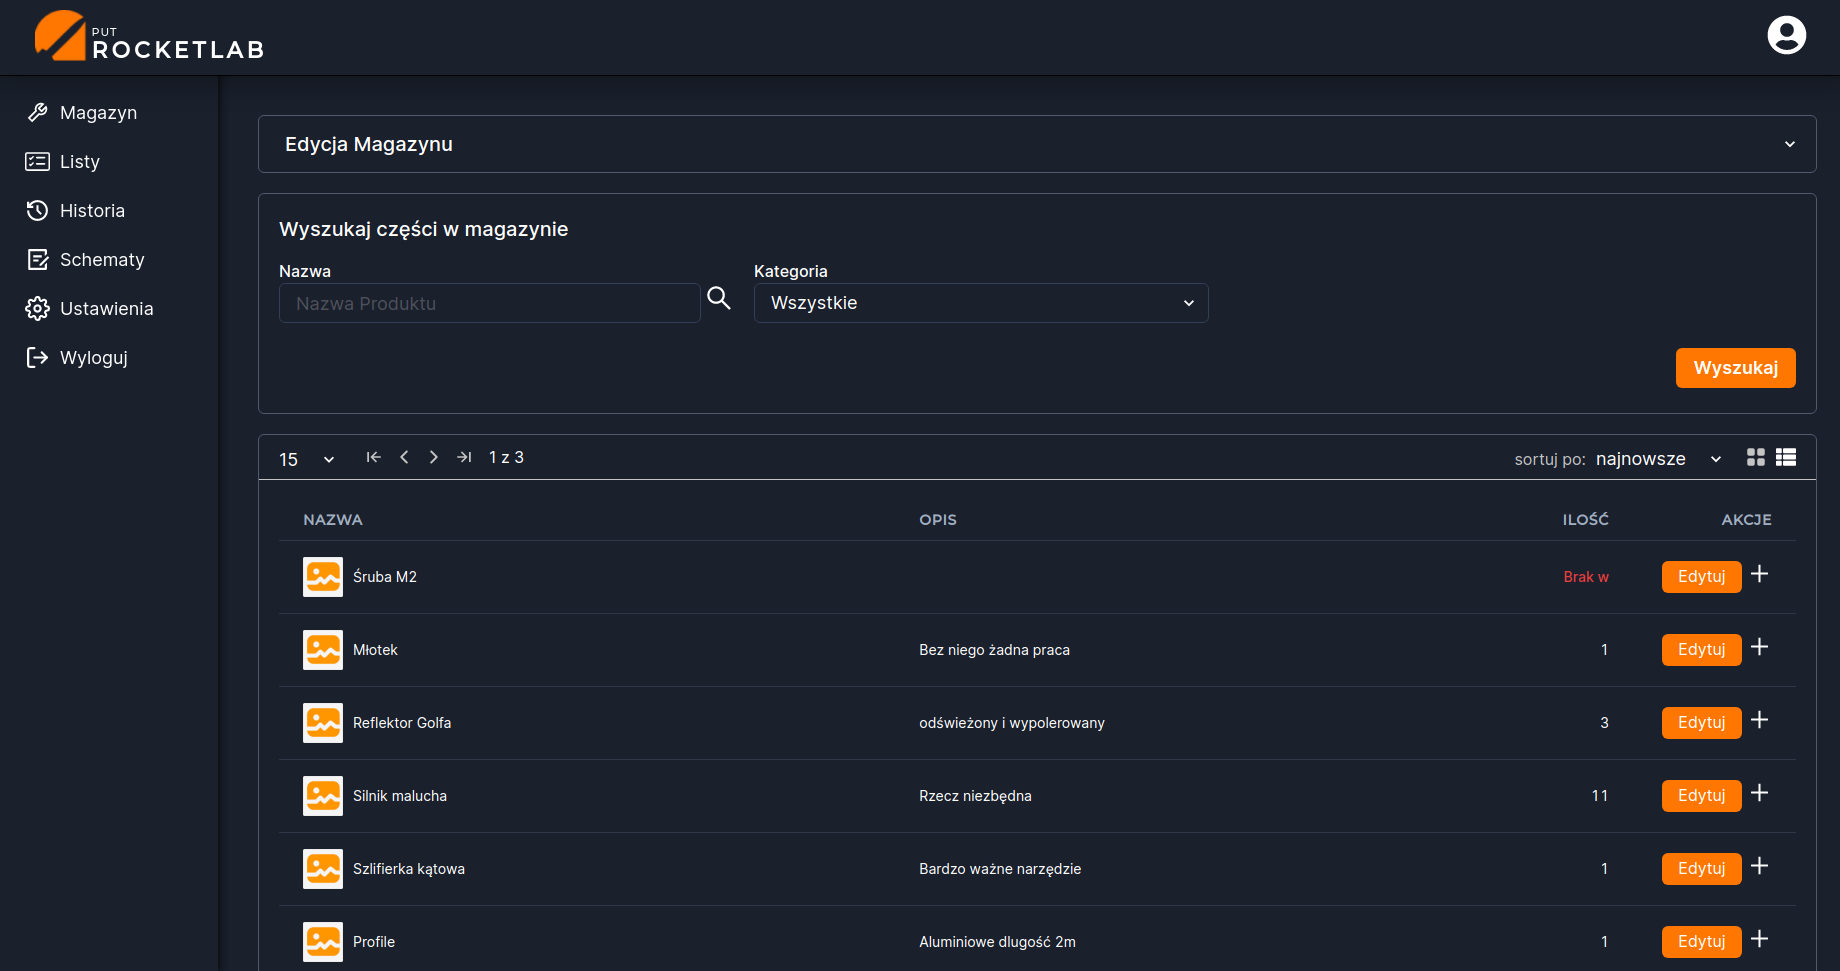 PUT
ROCKETLAB
Magazyn
Listy
Historia
Schematy
Ustawienia
Wyloguj
Edycja Magazynu
Wyszukaj części w magazynie
Nazwa
Kategoria
Nazwa Produktu
Wszystkie
Wyszukaj
15 1 z 3 sortuj po: najnowsze
NAZWA OPIS ILOŚĆ AKCJE
Śruba M2 Brak w Edytuj
Młotek Bez niego żadna praca 1 Edytuj
Reflektor Golfa odświeżony i wypolerowany 3 Edytuj
Silnik malucha Rzecz niezbędna 11 Edytuj
Szlifierka kątowa Bardzo ważne narzędzie 1 Edytuj
Profile Aluminiowe dlugość 2m 1 Edytuj